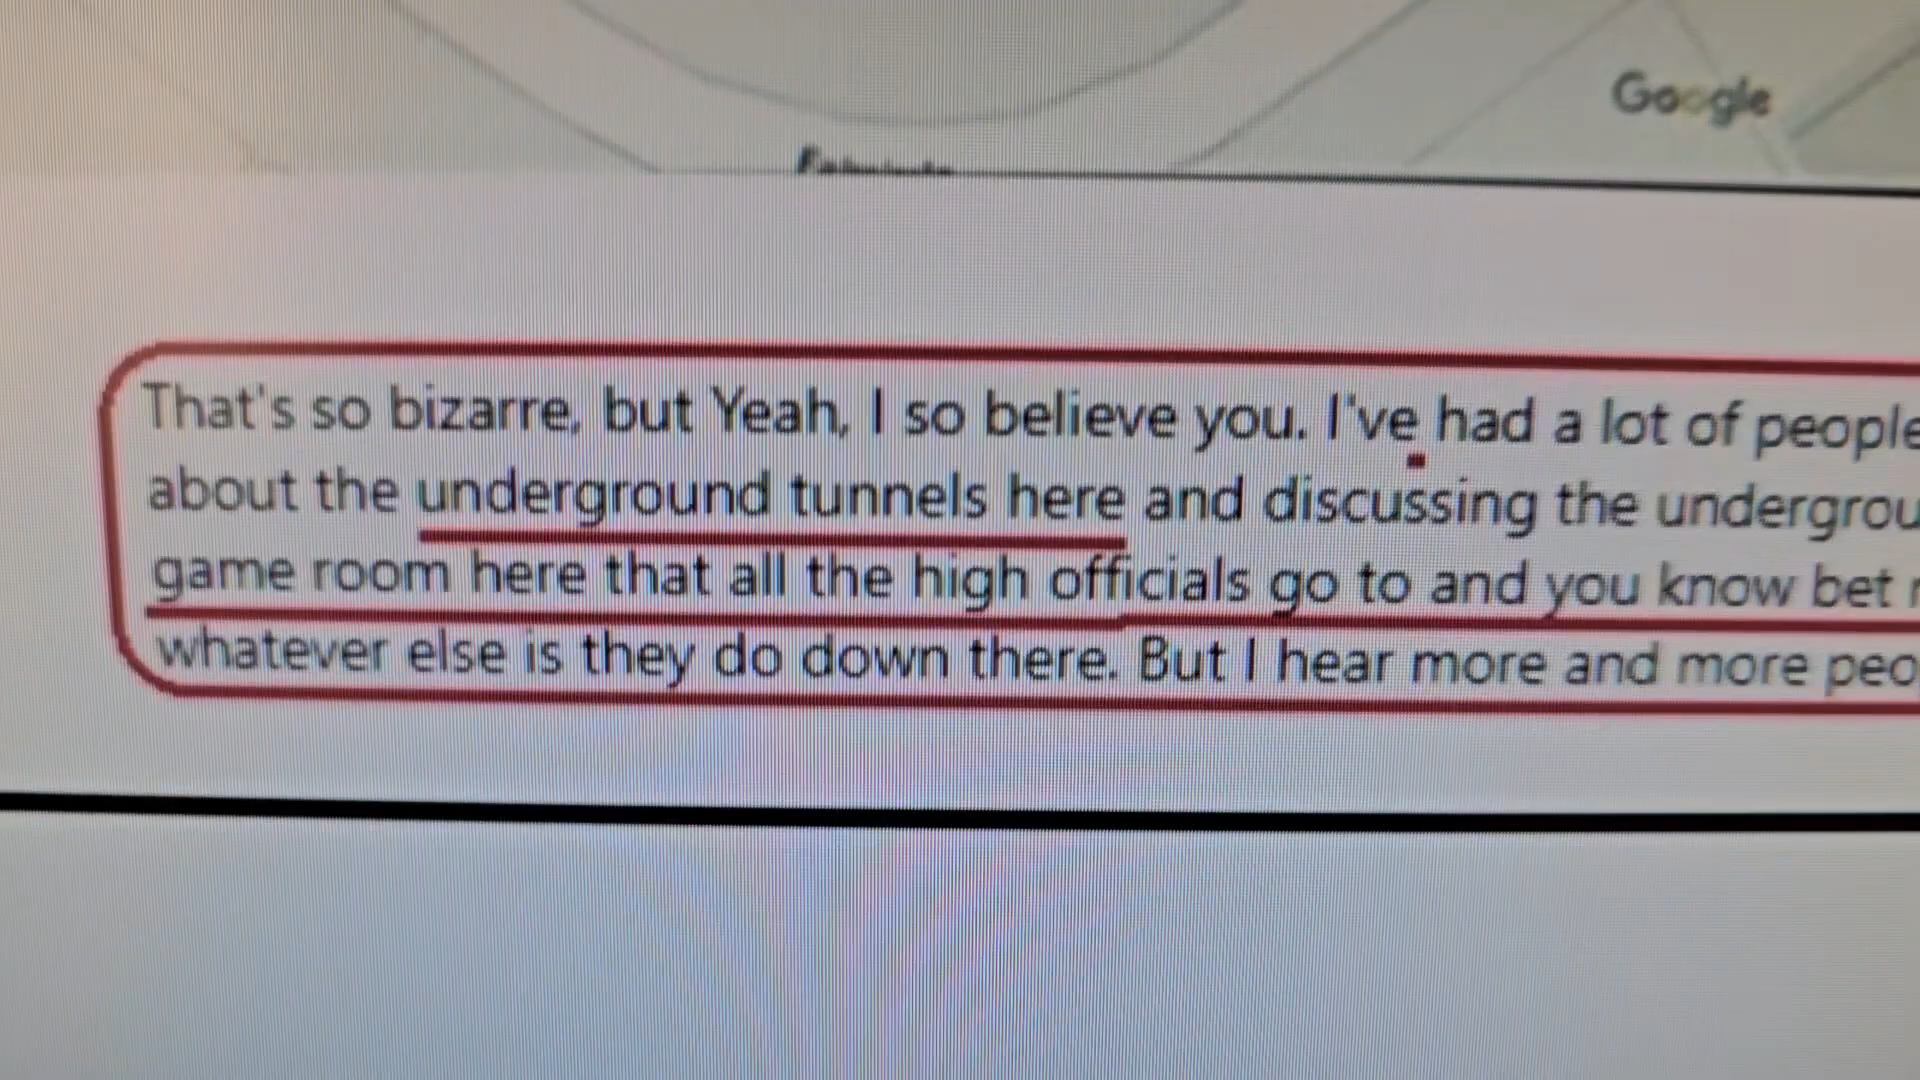 Google
That's so bizarre, but Yeah, I so believe you. I've had a lot of people
about the underground tunnels here and discussing the undergrou
game room here that all the high officials go to and you know bet
whatever else is they do down there. But I hear more and more peo